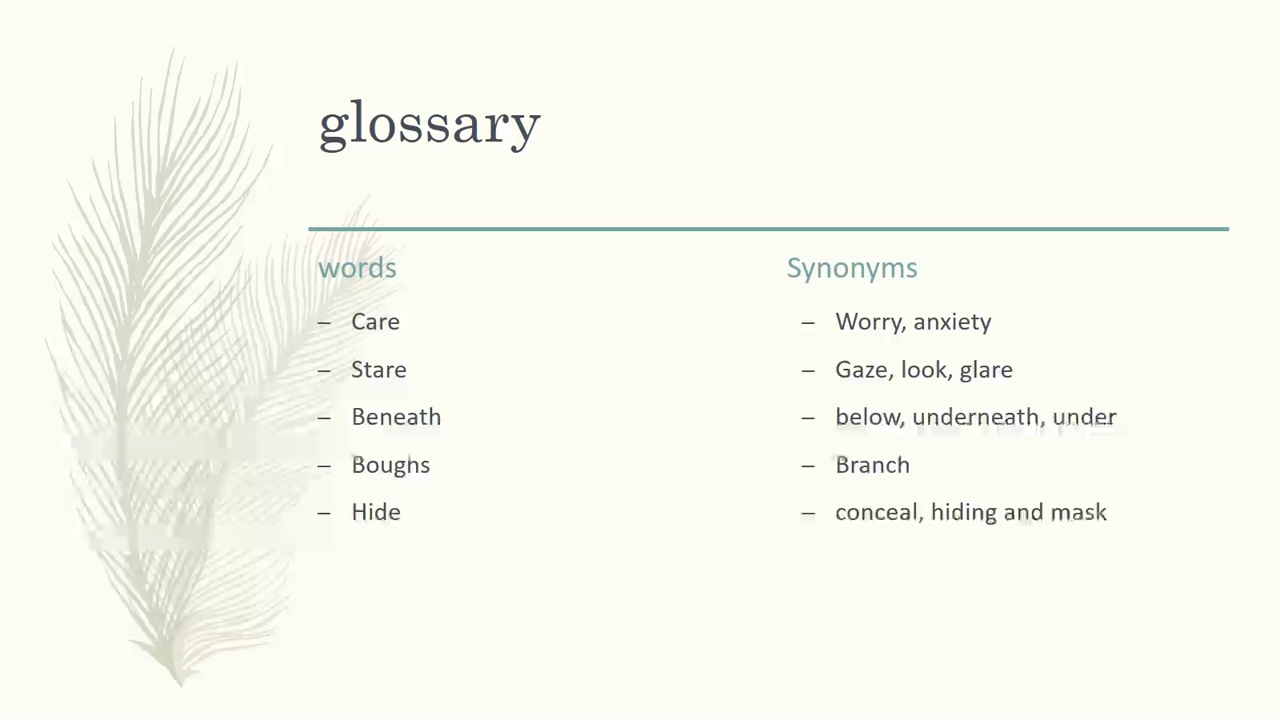 glossary
words
– Care
– Stare
– Beneath
– Boughs
– Hide
Synonyms
– Worry, anxiety
– Gaze, look, glare
– below, underneath, under
– Branch
– conceal, hiding and mask